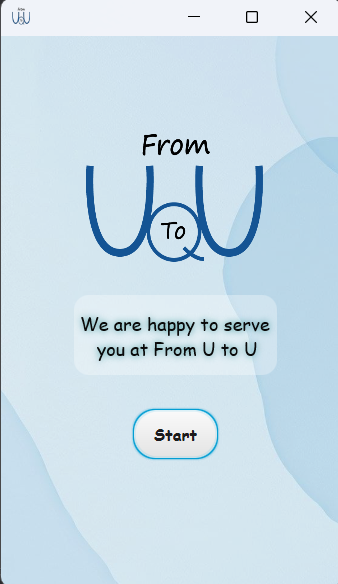 From
U To U
Q
We are happy to serve
you at From U to U
Start